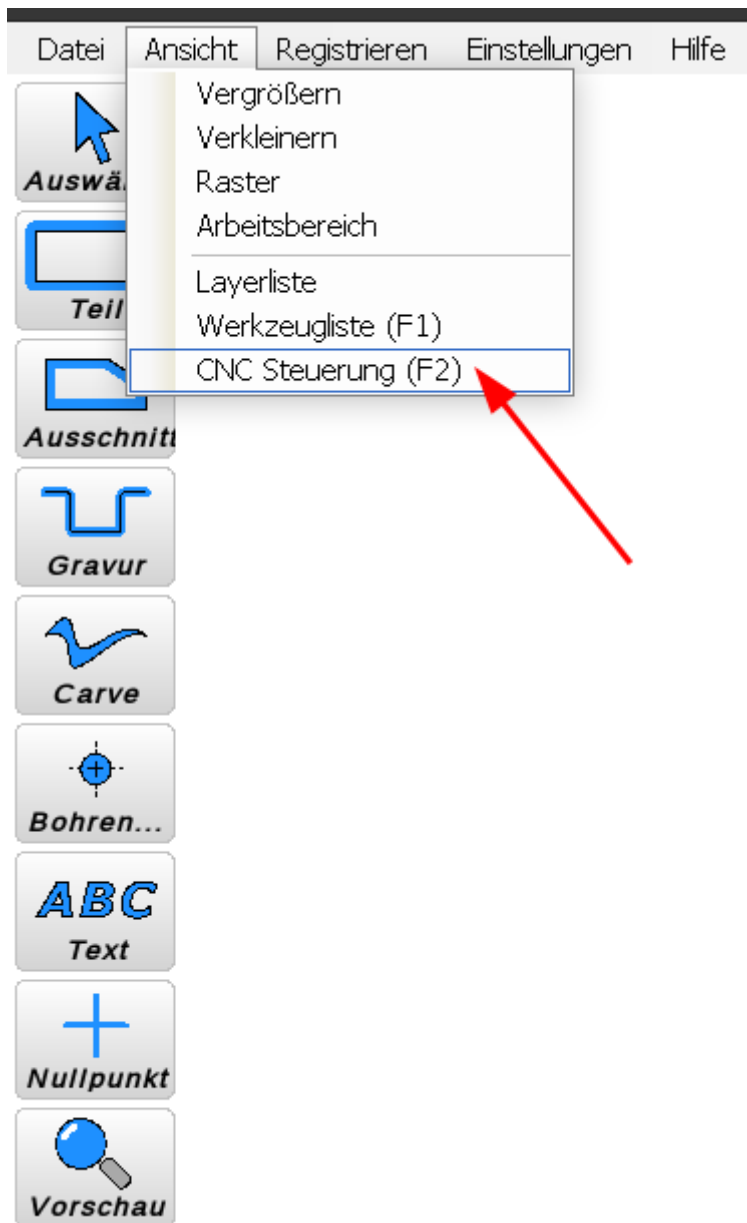 Datei Ansicht Registrieren Einstellungen Hilfe
Vergrößern
Verkleinern
Raster
Arbeitsbereich
Layerliste
Werkzeugliste (F1)
CNC Steuerung (F2)
Teil
Ausschnitt
Gravur
Carve
Bohren...
ABC
Text
Nullpunkt
Vorschau